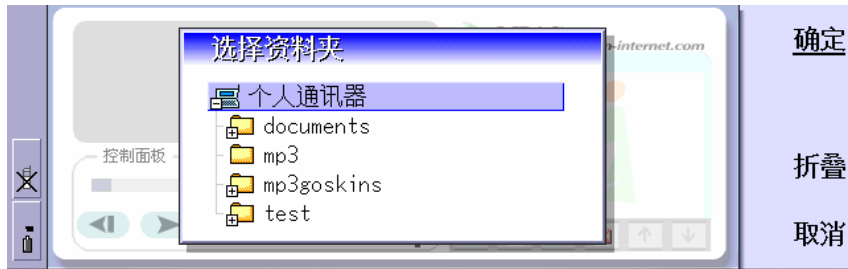 选择资料夹
n-internet.com
确定
个人通讯器
documents
控制面板
mp3
折叠
mp3goskins
test
取消